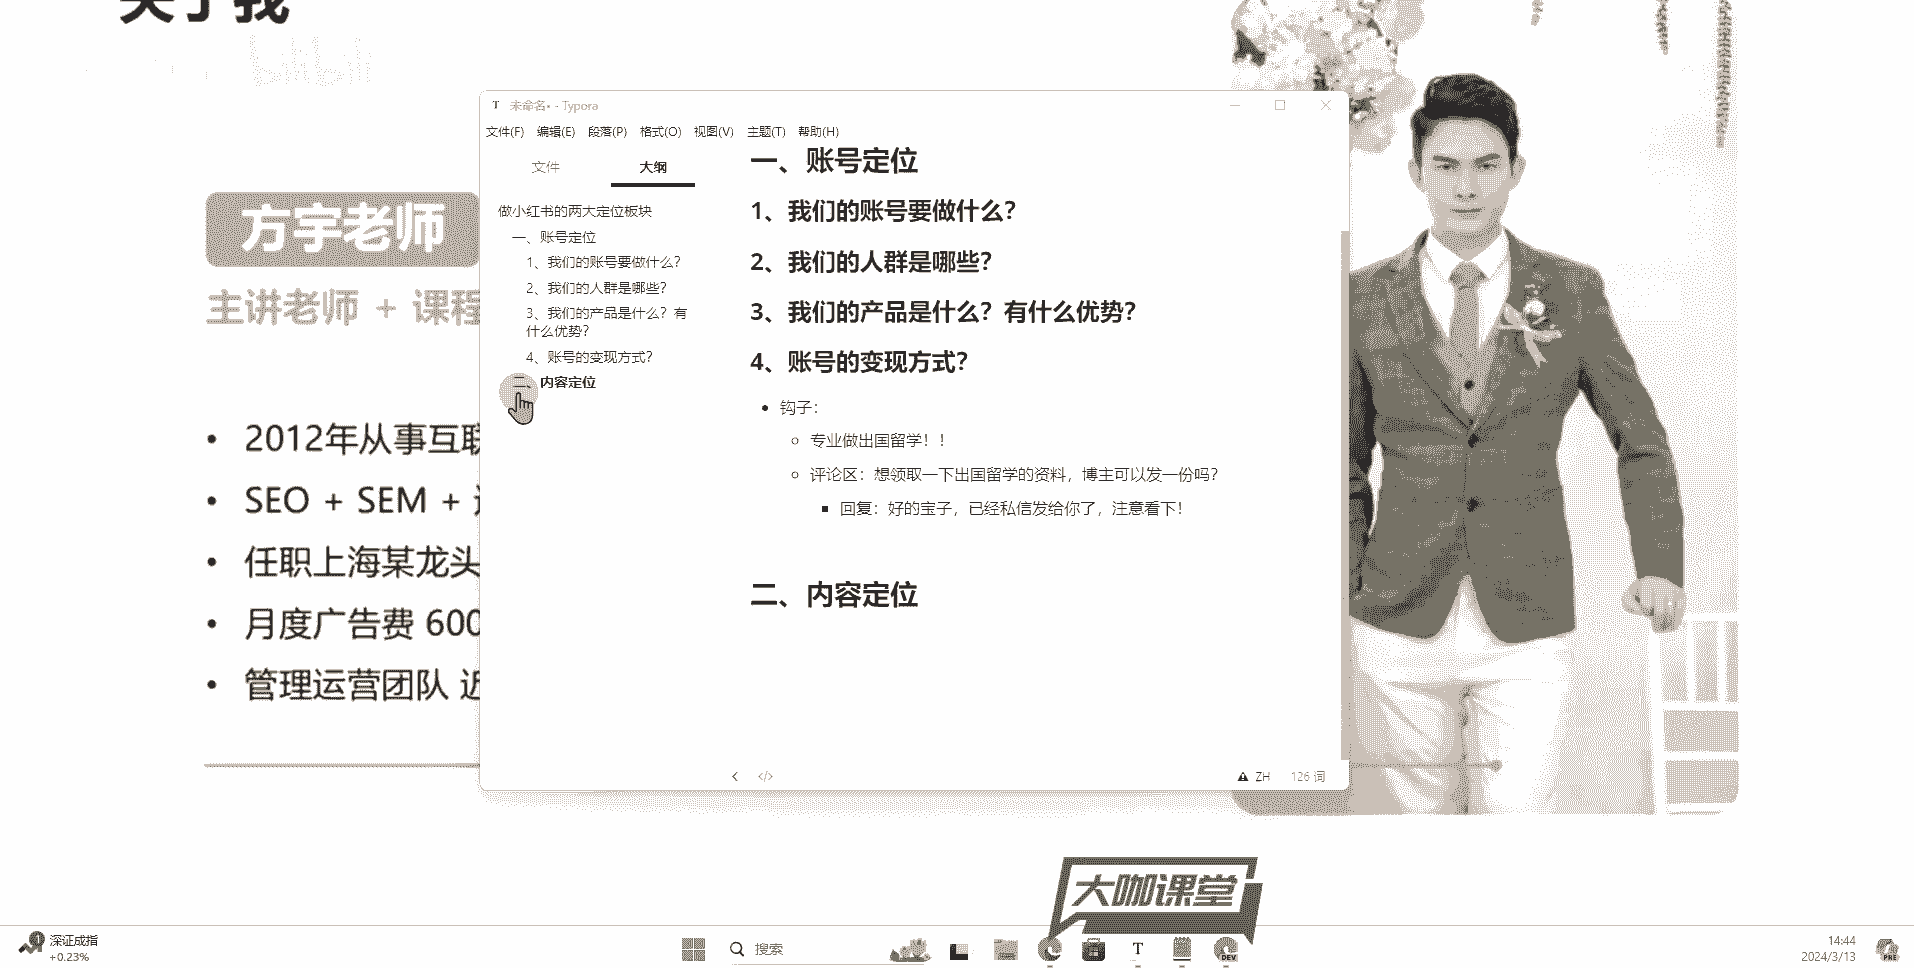 关于我
bilibili
方宇老师
主讲老师 + 课程
2012年从事互联
SEO + SEM +
任职上海某龙头
月度广告费 600
管理运营团队 近
未命名• - Typora
文件(F) 编辑(E) 段落(P) 格式(O) 视图(V) 主题(T) 帮助(H)
文件 大纲
做小红书的两大定位板块
一、账号定位
1、我们的账号要做什么？
2、我们的人群是哪些？
3、我们的产品是什么？有
什么优势？
4、账号的变现方式？
二、内容定位
一、账号定位
1、我们的账号要做什么？
2、我们的人群是哪些？
3、我们的产品是什么？有什么优势？
4、账号的变现方式？
钩子：
专业做出国留学！！
评论区：想领取一下出国留学的资料，博主可以发一份吗？
回复：好的宝子，已经私信发给你了，注意看下！
二、内容定位
ZH 126 词
大咖课堂
深证成指
+0.23%
搜索
T
DEV
14:44
2024/3/13
PRE